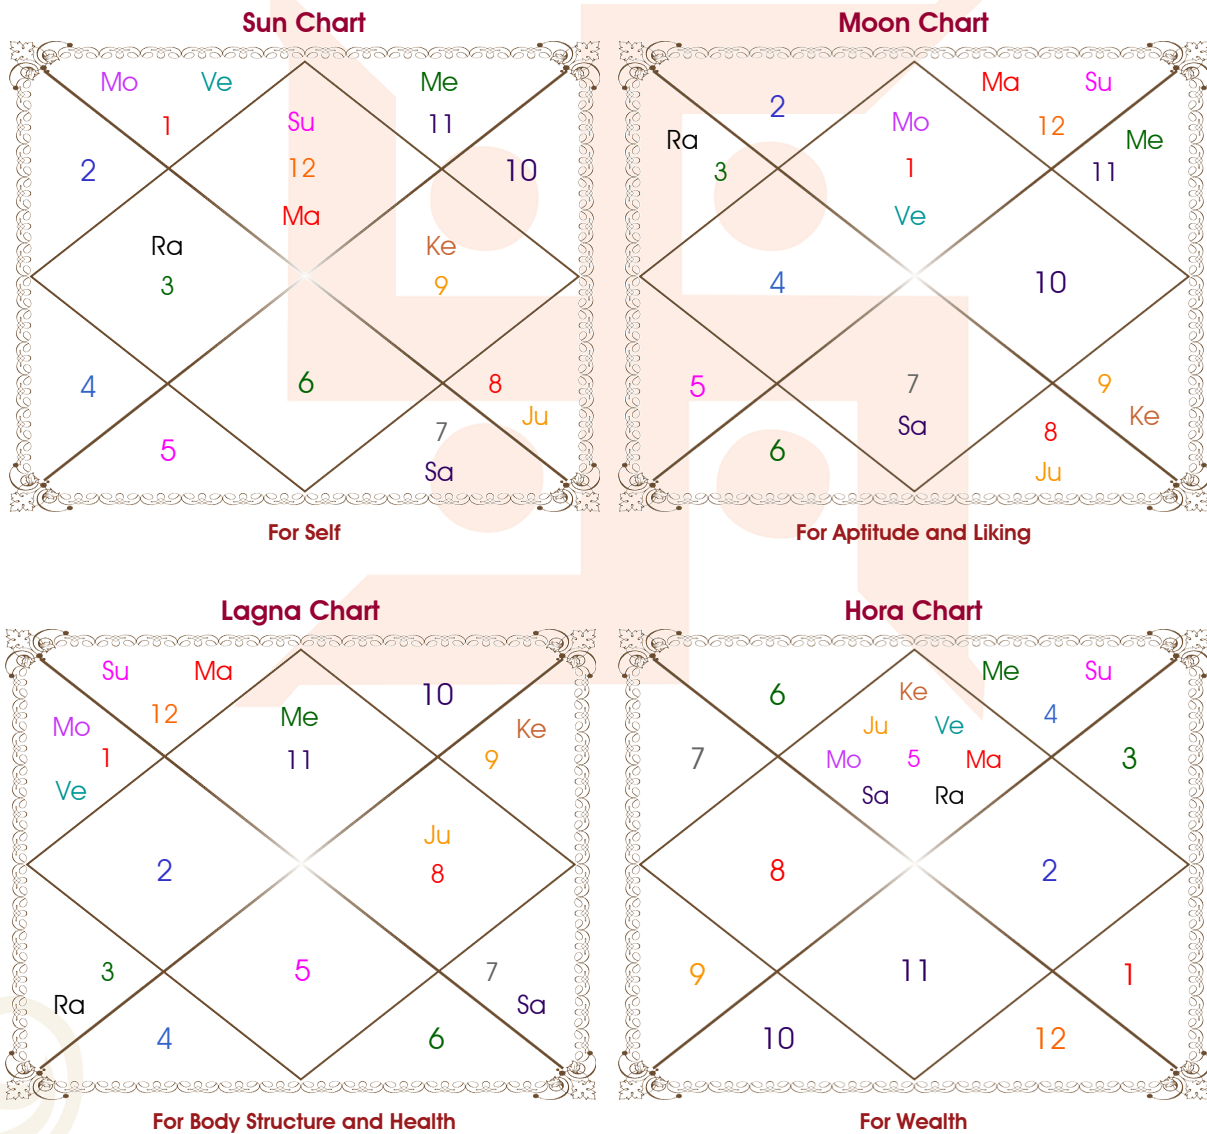 Sun Chart
Mo Ve Me
1 Su 11
2 12 10
Ma
Ra Ke
3 9
4 6 8
Ju
5 7
Sa
For Self
Moon Chart
2 Ma Su
Ra Mo 12 Me
3 1 11
Ve
4 10
5 7 9
Sa Ke
6 8
Ju
For Aptitude and Liking
Lagna Chart
Su Ma 10
Mo 12 Me Ke
1 11 9
Ve
Ju
2 8
3 5 7
Ra Sa
4 6
For Body Structure and Health
Hora Chart
6 Ke Me Su
Ju Ve 4
7 Mo 5 Ma 3
Sa Ra
8 2
9 11 1
10 12
For Wealth